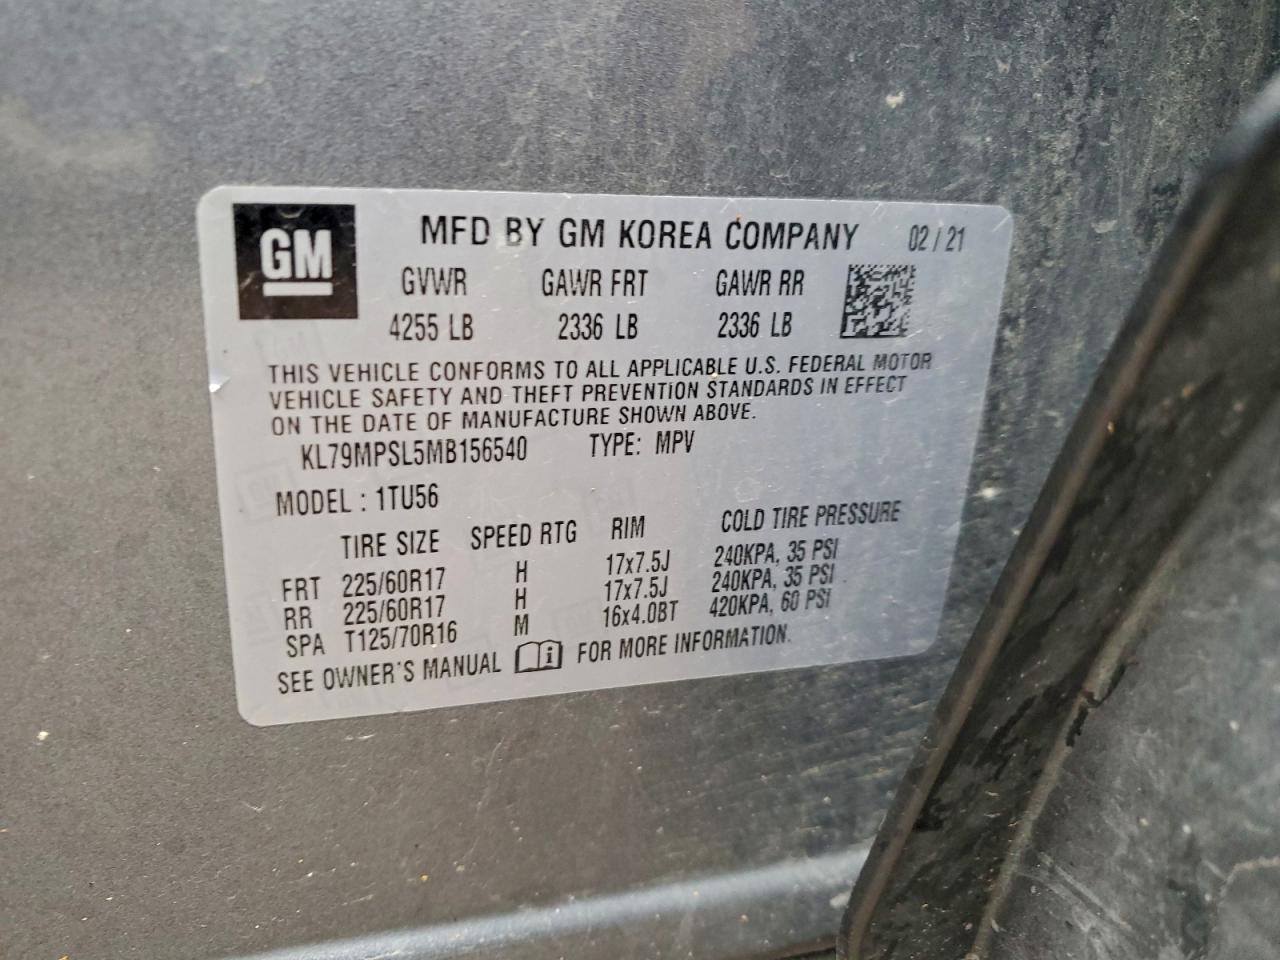 GM
MFD BY GM KOREA COMPANY 02/21
GVWR GAWR FRT GAWR RR
4255 LB 2336 LB 2336 LB
THIS VEHICLE CONFORMS TO ALL APPLICABLE U.S. FEDERAL MOTOR
VEHICLE SAFETY AND THEFT PREVENTION STANDARDS IN EFFECT
ON THE DATE OF MANUFACTURE SHOWN ABOVE.
KL79MPSL5MB156540 TYPE: MPV
MODEL : 1TU56
TIRE SIZE SPEED RTG RIM COLD TIRE PRESSURE
FRT 225/60R17 H 17x7.5J 240KPA, 35 PSI
RR 225/60R17 H 17x7.5J 240KPA, 35 PSI
SPA T125/70R16 M 16x4.0BT 420KPA, 60 PSI
SEE OWNER'S MANUAL i FOR MORE INFORMATION.